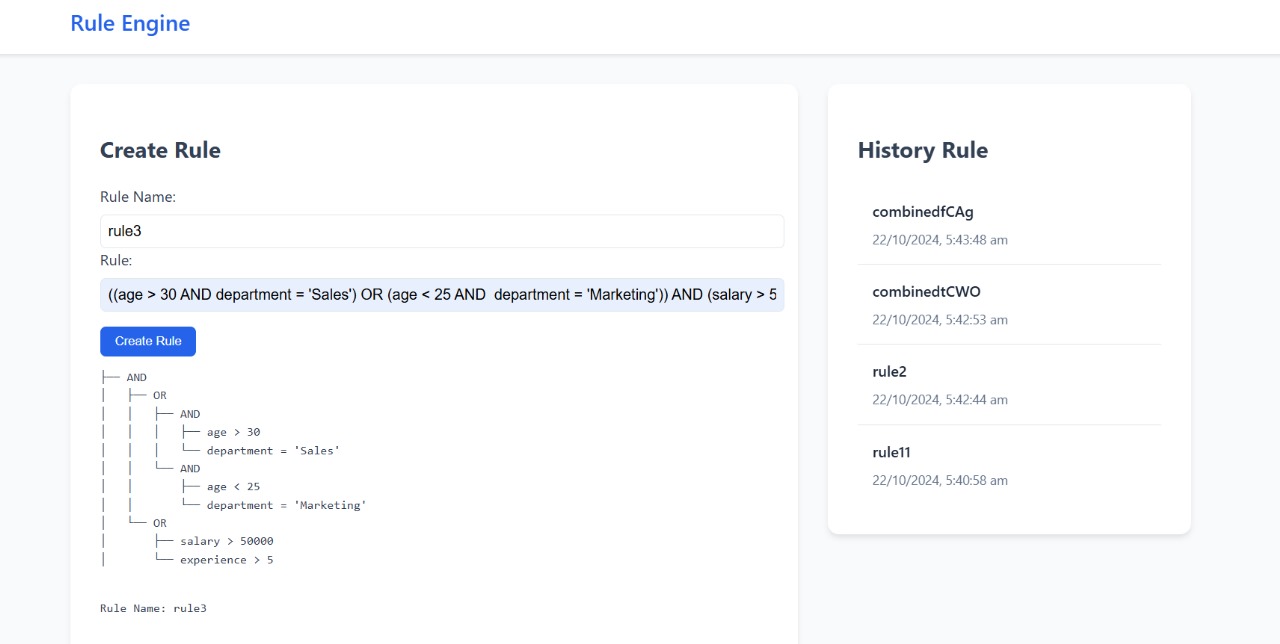 Rule Engine
Create Rule
Rule Name:
rule3
Rule:
((age > 30 AND department = 'Sales') OR (age < 25 AND  department = 'Marketing')) AND (salary > 5
Create Rule
├── AND
│   ├── OR
│   │   ├── AND
│   │   │   ├── age > 30
│   │   │   └── department = 'Sales'
│   │   └── AND
│   │       ├── age < 25
│   │       └── department = 'Marketing'
│   └── OR
│       ├── salary > 50000
│       └── experience > 5
Rule Name: rule3
History Rule
combinedfCAg
22/10/2024, 5:43:48 am
combinedtCWO
22/10/2024, 5:42:53 am
rule2
22/10/2024, 5:42:44 am
rule11
22/10/2024, 5:40:58 am